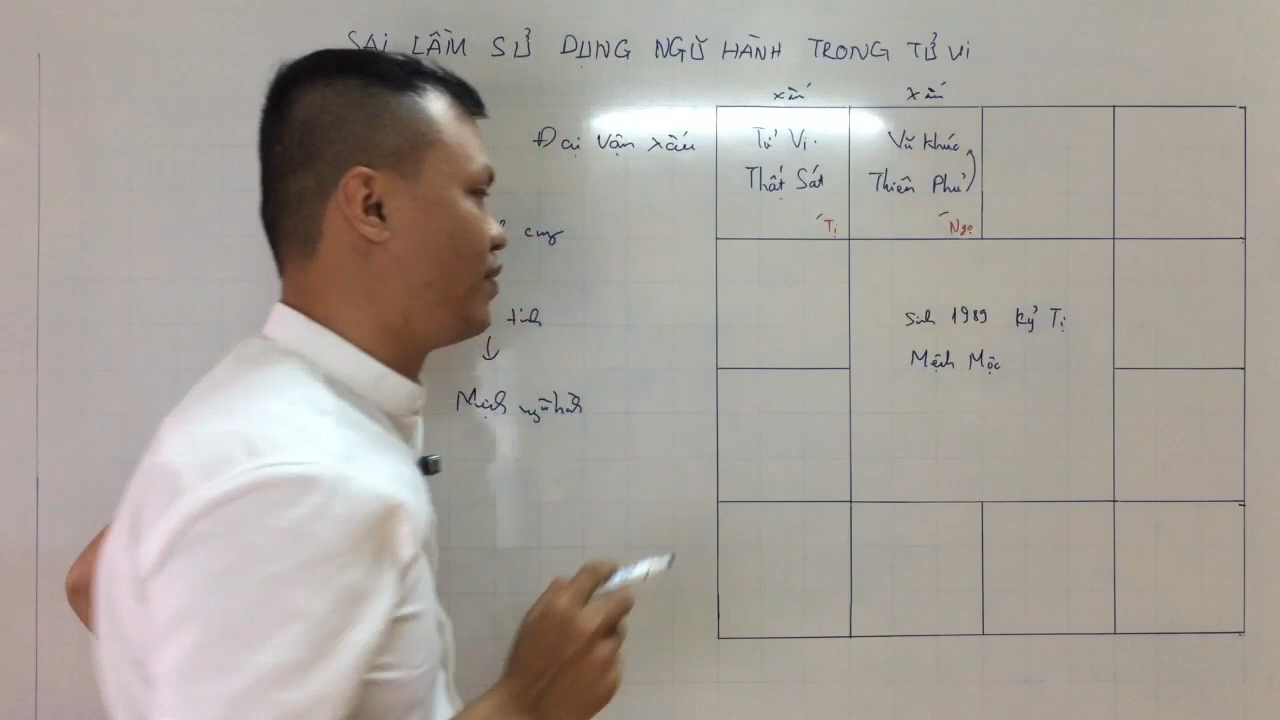 SAI LẦM SỬ DỤNG NGŨ HÀNH TRONG TỬ VI
xấu xấu
Đại Vận xấu
Tử Vi.
Thất Sát
-Tị
Vũ Khúc
Thiên Phủ
-Ngọ
cung
tinh
Sinh 1989 Kỷ Tị
Mệnh Mộc
Mệnh ngũ hành